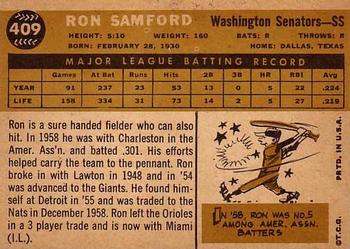 409
RON SAMFORD
Washington Senators—SS
HEIGHT: 5:10 WEIGHT: 160 BATS: R THROWS: R
BORN: FEBRUARY 28, 1930 HOME: DALLAS, TEXAS
MAJOR LEAGUE BATTING RECORD
Games At Bat Runs Hits 2B 3B HR RBI Avg.
YEAR 91 237 23 53 13 0 5 22 .224
LIFE 158 334 31 73 14 2 5 27 .219
Ron is a sure handed fielder who can also
hit. In 1958 he was with Charleston in the
Amer. Ass'n. and batted .301. His efforts
helped carry the team to the pennant. Ron
broke in with Lawton in 1948 and in '54
was advanced to the Giants. He found himself
at Detroit in '55 and was traded to the
Nats in December 1958. Ron left the Orioles
in a 3 player trade and is now with Miami
(I.L.).
IN '58, RON WAS NO. 5
AMONG AMER. ASSN.
BATTERS
©T.C.G. PRTD. IN U.S.A.